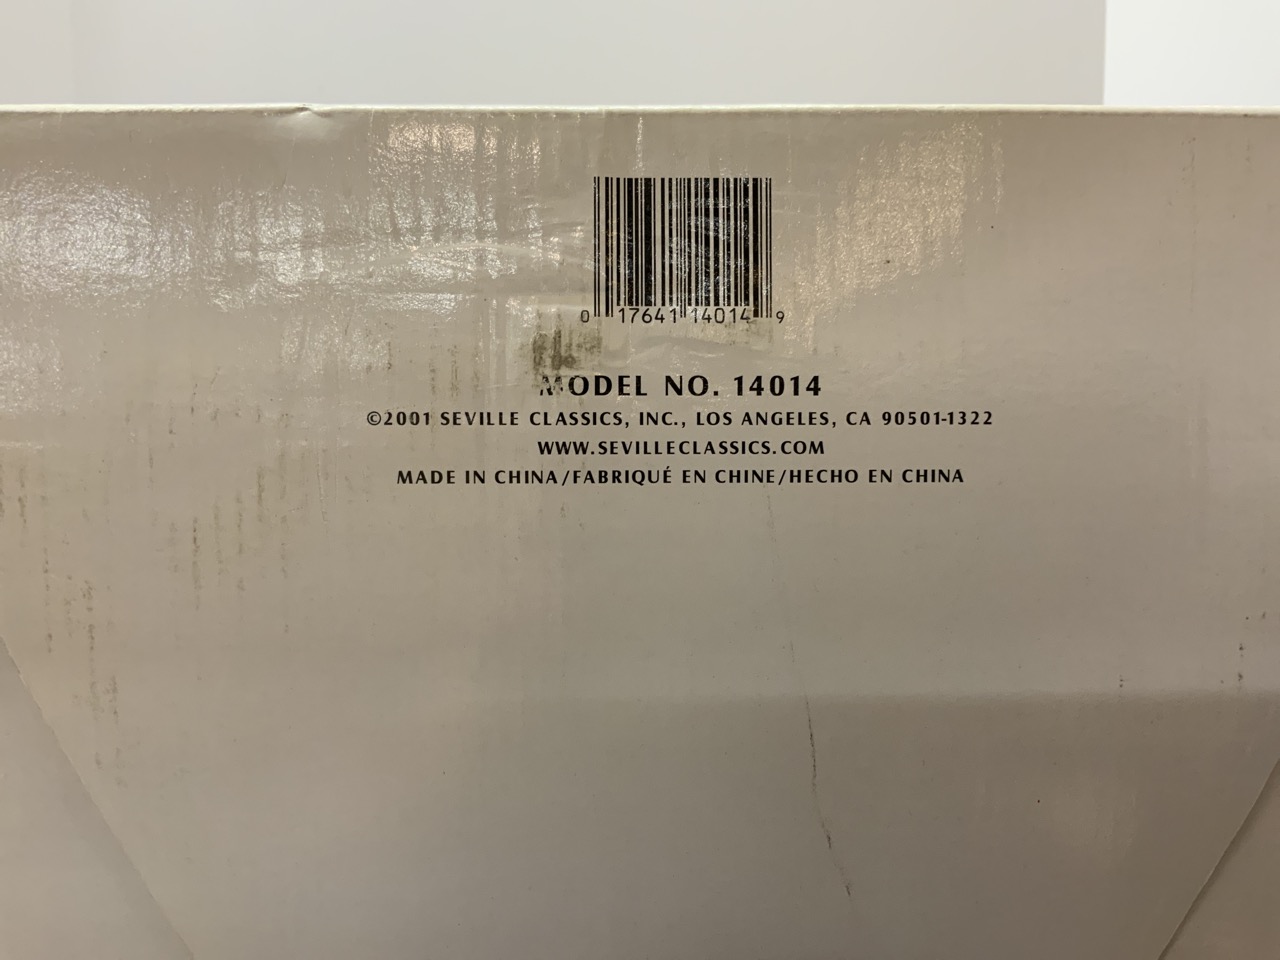 0 17641 14014 9
MODEL NO. 14014
©2001 SEVILLE CLASSICS, INC., LOS ANGELES, CA 90501-1322
WWW.SEVILLECLASSICS.COM
MADE IN CHINA/FABRIQUÉ EN CHINE/HECHO EN CHINA